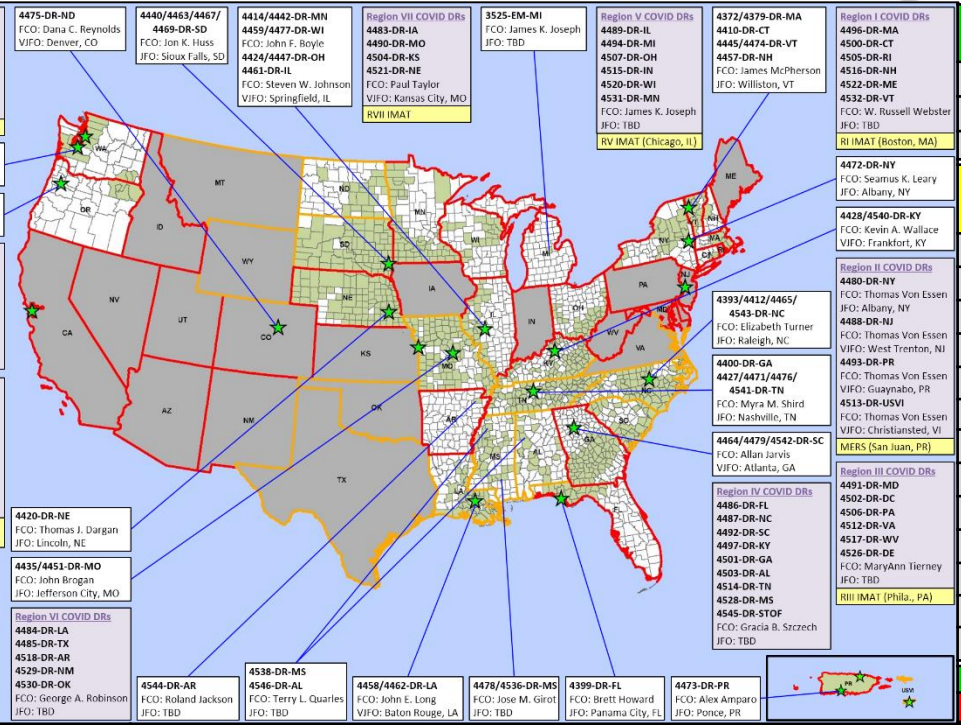 4475-DR-ND
FCO: Dana C. Reynolds
VJFO: Denver, CO
4440/4463/4467/
4469-DR-SD
FCO: Jon K. Huss
JFO: Sioux Falls, SD
4414/4442-DR-MN
4459/4477-DR-WI
FCO: John F. Boyle
4424/4447-DR-OH
4461-DR-IL
FCO: Steven W. Johnson
VJFO: Springfield, IL
Region VII COVID DRs
4483-DR-IA
4490-DR-MO
4504-DR-KS
4521-DR-NE
FCO: Paul Taylor
VJFO: Kansas City, MO
RVII IMAT
3525-EM-MI
FCO: James K. Joseph
JFO: TBD
Region V COVID DRs
4489-DR-IL
4494-DR-MI
4507-DR-OH
4515-DR-IN
4520-DR-WI
4531-DR-MN
FCO: James K. Joseph
JFO: TBD
RV IMAT (Chicago, IL)
4372/4379-DR-MA
4410-DR-CT
4445/4474-DR-VT
4457-DR-NH
FCO: James McPherson
JFO: Williston, VT
Region I COVID DRs
4496-DR-MA
4500-DR-CT
4505-DR-RI
4516-DR-NH
4522-DR-ME
4532-DR-VT
FCO: W. Russell Webster
JFO: TBD
RI IMAT (Boston, MA)
4472-DR-NY
FCO: Seamus K. Leary
JFO: Albany, NY
4428/4540-DR-KY
FCO: Kevin A. Wallace
VJFO: Frankfort, KY
Region II COVID DRs
4480-DR-NY
FCO: Thomas Von Essen
JFO: Albany, NY
4488-DR-NJ
FCO: Thomas Von Essen
VJFO: West Trenton, NJ
4493-DR-PR
FCO: Thomas Von Essen
VJFO: Guaynabo, PR
4513-DR-USVI
FCO: Thomas Von Essen
VJFO: Christiansted, VI
MERS (San Juan, PR)
4393/4412/4465/
4543-DR-NC
FCO: Elizabeth Turner
JFO: Raleigh, NC
4400-DR-GA
4427/4471/4476/
4541-DR-TN
FCO: Myra M. Shird
JFO: Nashville, TN
4464/4479/4542-DR-SC
FCO: Allan Jarvis
VJFO: Atlanta, GA
Region IV COVID DRs
4486-DR-FL
4487-DR-NC
4492-DR-SC
4497-DR-KY
4501-DR-GA
4503-DR-AL
4514-DR-TN
4528-DR-MS
4545-DR-STOF
FCO: Gracia B. Szczech
JFO: TBD
Region III COVID DRs
4491-DR-MD
4502-DR-DC
4506-DR-PA
4512-DR-VA
4517-DR-WV
4526-DR-DE
FCO: MaryAnn Tierney
JFO: TBD
RIII IMAT (Phila., PA)
WA
MT
ND
MN
ME
OR
ID
WY
SD
WI
MI
NY
NH
MA
CT
NV
UT
CO
NE
IA
IN
OH
PA
NJ
MD
WV
VA
CA
KS
MO
KY
NC
TN
AZ
NM
OK
AR
SC
MS
AL
GA
TX
LA
FL
4420-DR-NE
FCO: Thomas J. Dargan
JFO: Lincoln, NE
4435/4451-DR-MO
FCO: John Brogan
JFO: Jefferson City, MO
Region VI COVID DRs
4484-DR-LA
4485-DR-TX
4518-DR-AR
4529-DR-NM
4530-DR-OK
FCO: George A. Robinson
JFO: TBD
4544-DR-AR
FCO: Roland Jackson
JFO: TBD
4538-DR-MS
4546-DR-AL
FCO: Terry L. Quarles
JFO: TBD
4458/4462-DR-LA
FCO: John E. Long
VJFO: Baton Rouge, LA
4478/4536-DR-MS
FCO: Jose M. Girot
JFO: TBD
4399-DR-FL
FCO: Brett Howard
JFO: Panama City, FL
4473-DR-PR
FCO: Alex Amparo
JFO: Ponce, PR
PR
USVI